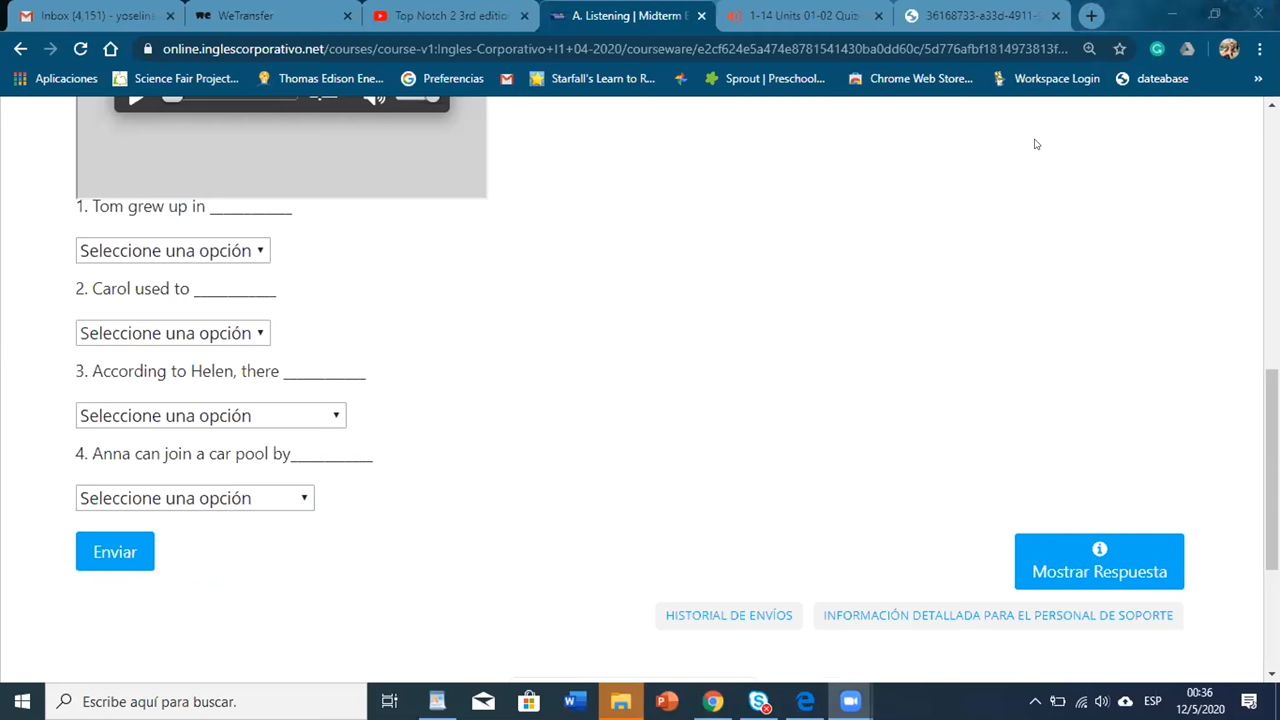 Inbox (4,151) - yoselina
WeTransfer
Top Notch 2 3rd edition
A. Listening | Midterm E
1-14 Units 01-02 Quiz
36168733-a33d-4911-5
online.inglescorporativo.net/courses/course-v1:Ingles-Corporativo+I1+04-2020/courseware/e2cf624e5a474e8781541430ba0dd60c/5d776afbf1814973813f...
Aplicaciones
Science Fair Project...
Thomas Edison Ene...
Preferencias
Starfall's Learn to R...
Sprout | Preschool...
Chrome Web Store...
Workspace Login
dateabase
»
1. Tom grew up in __________
Seleccione una opción
2. Carol used to __________
Seleccione una opción
3. According to Helen, there __________
Seleccione una opción
4. Anna can join a car pool by__________
Seleccione una opción
Enviar
Mostrar Respuesta
HISTORIAL DE ENVÍOS
INFORMACIÓN DETALLADA PARA EL PERSONAL DE SOPORTE
Escribe aquí para buscar.
ESP
00:36
12/5/2020